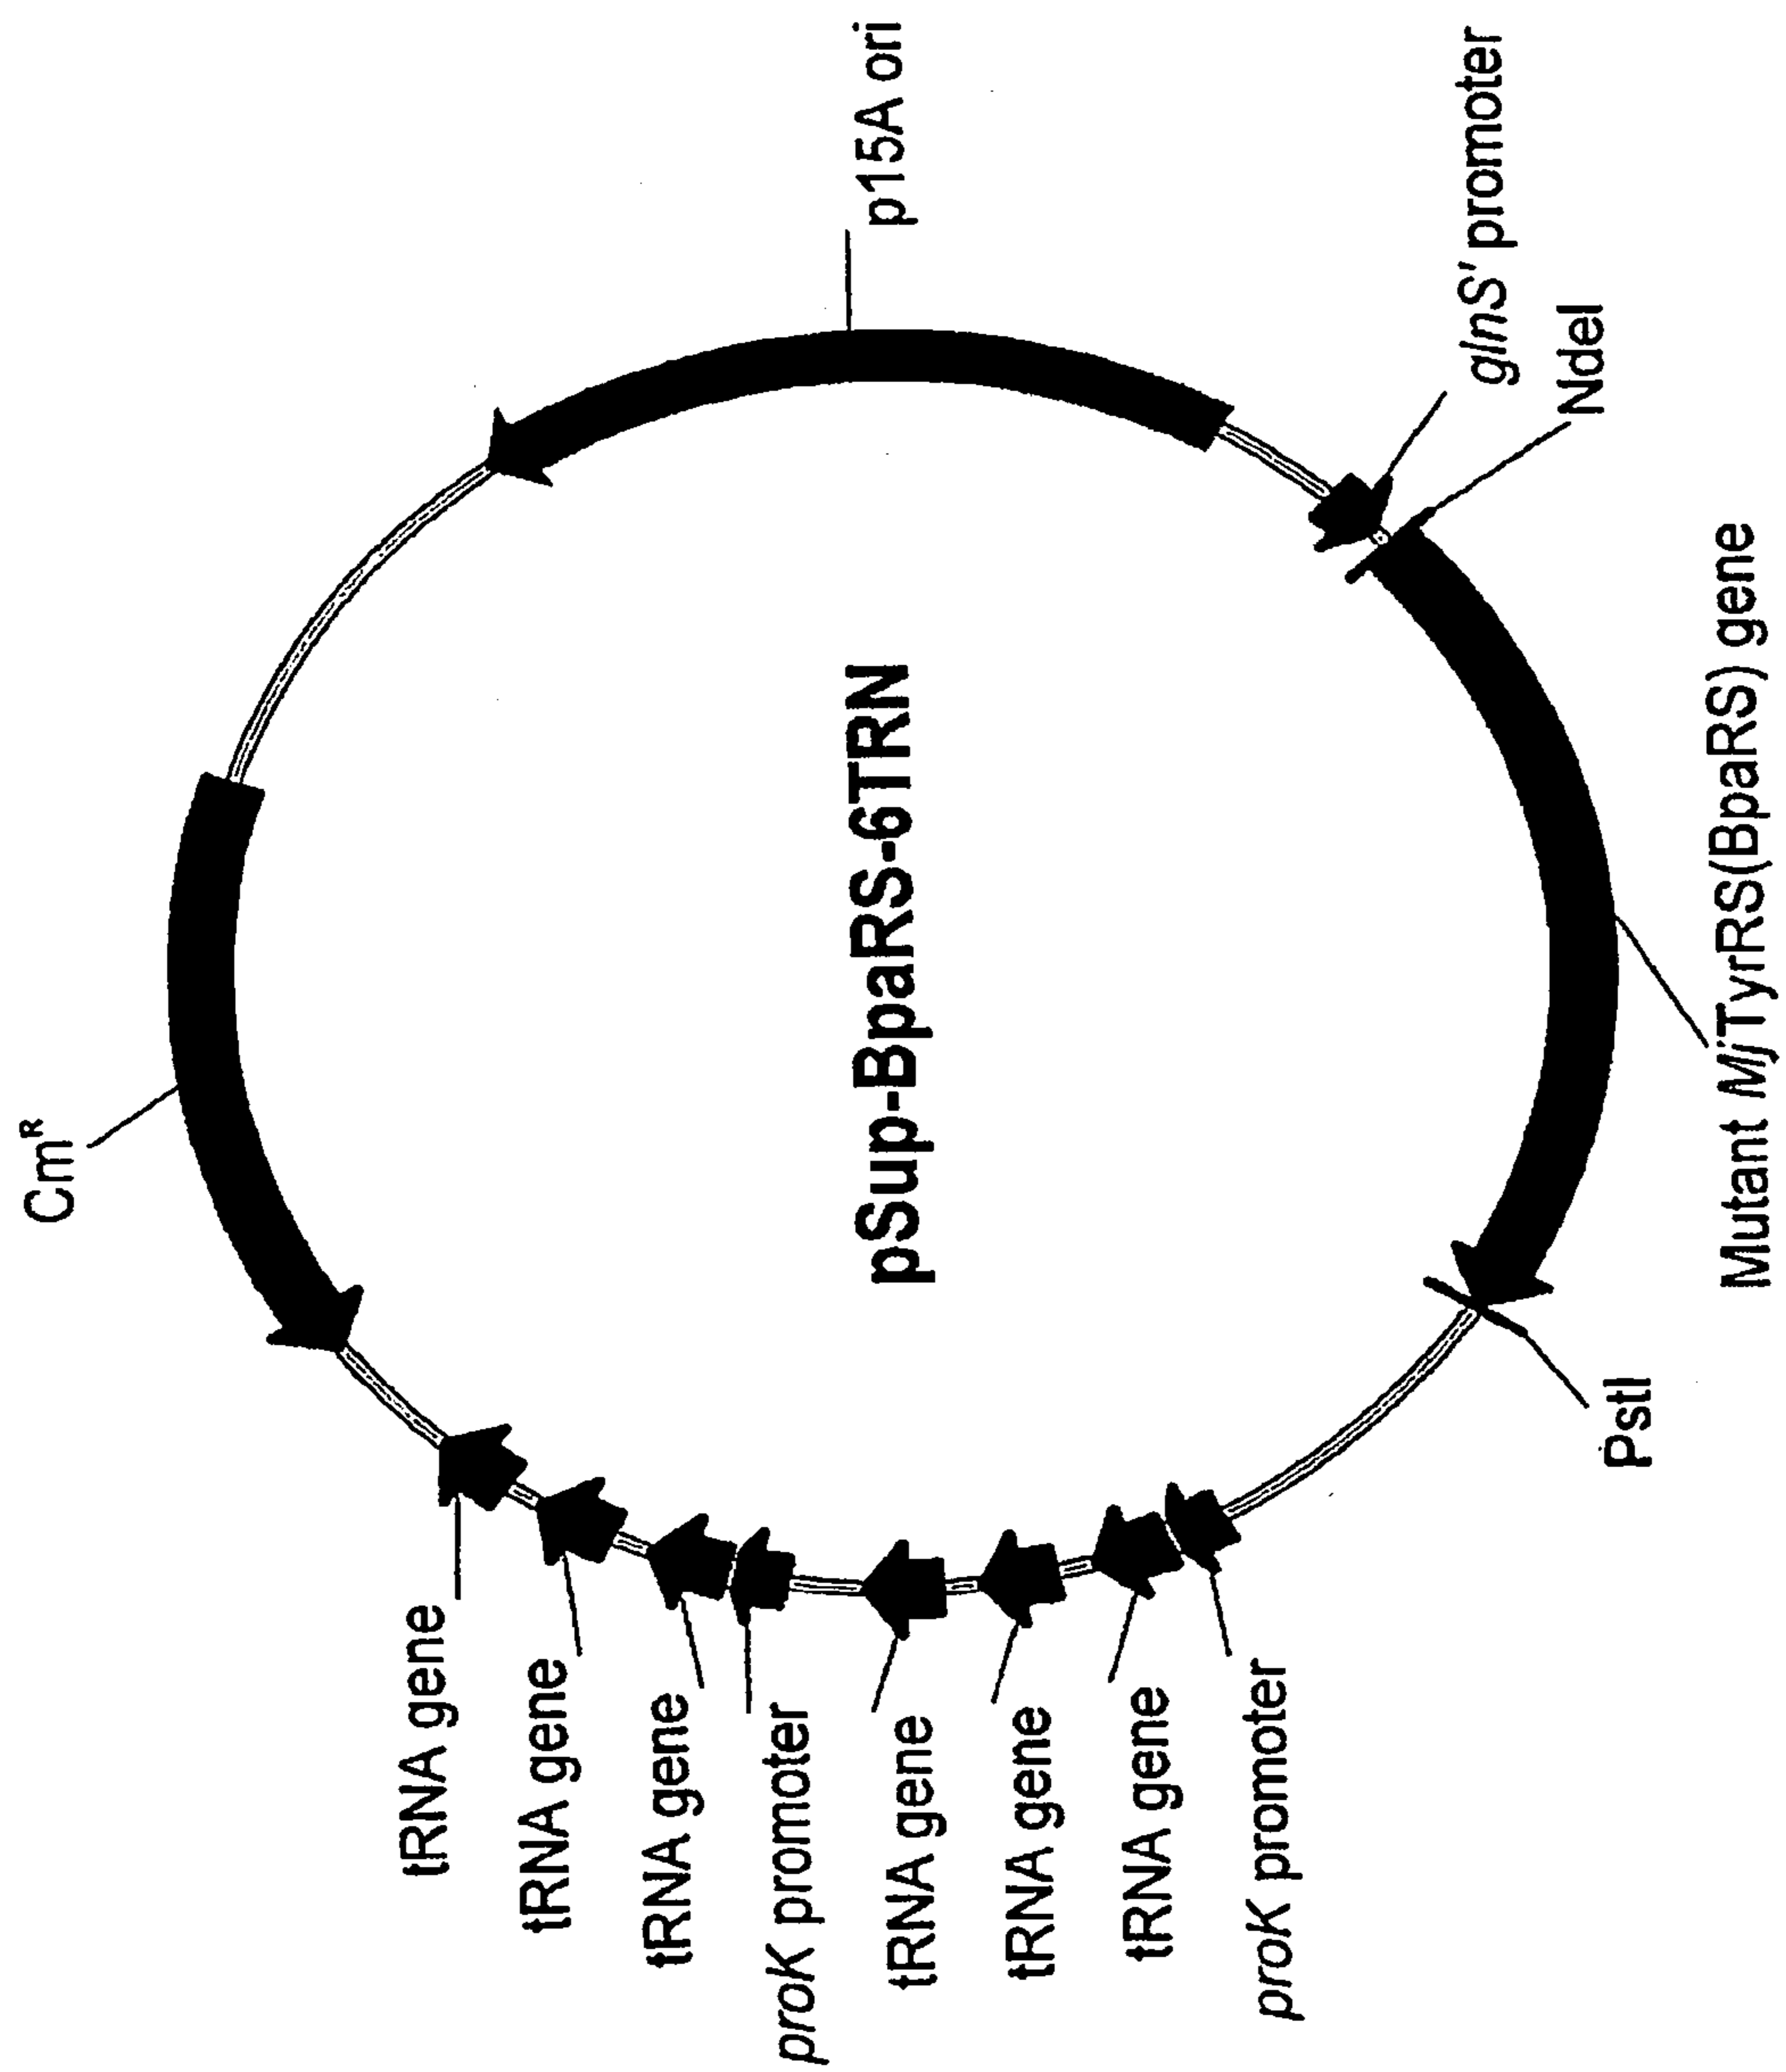 Cmᴿ
tRNA gene
tRNA gene
tRNA gene
proK promoter
tRNA gene
tRNA gene
tRNA gene
proK promoter
pSup-BpaRS-6TRN
p15A ori
glnS' promoter
NdeI
PstI
Mutant MjTyrRS(BpaRS) gene